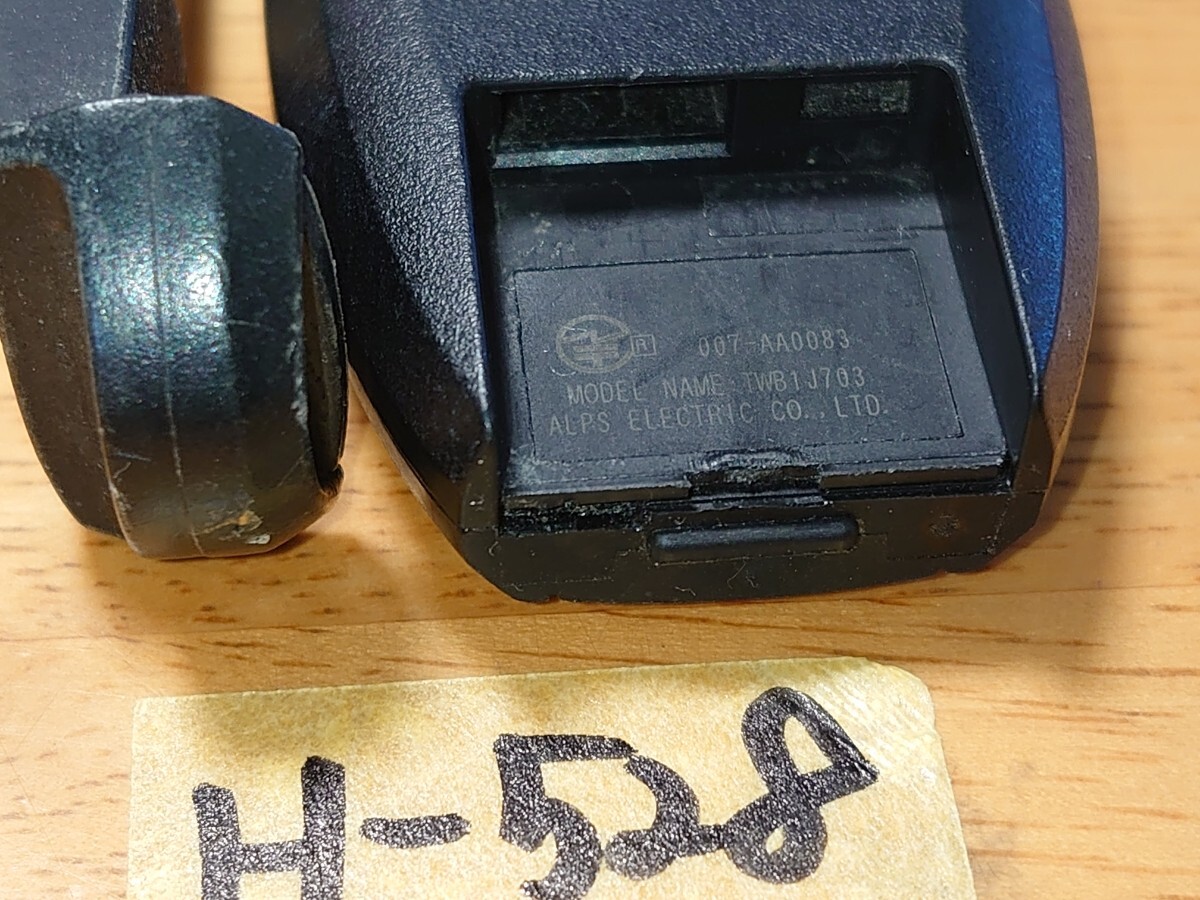 R 007-AA0083
MODEL NAME TWB1J703
ALPS ELECTRIC CO., LTD.
H-528